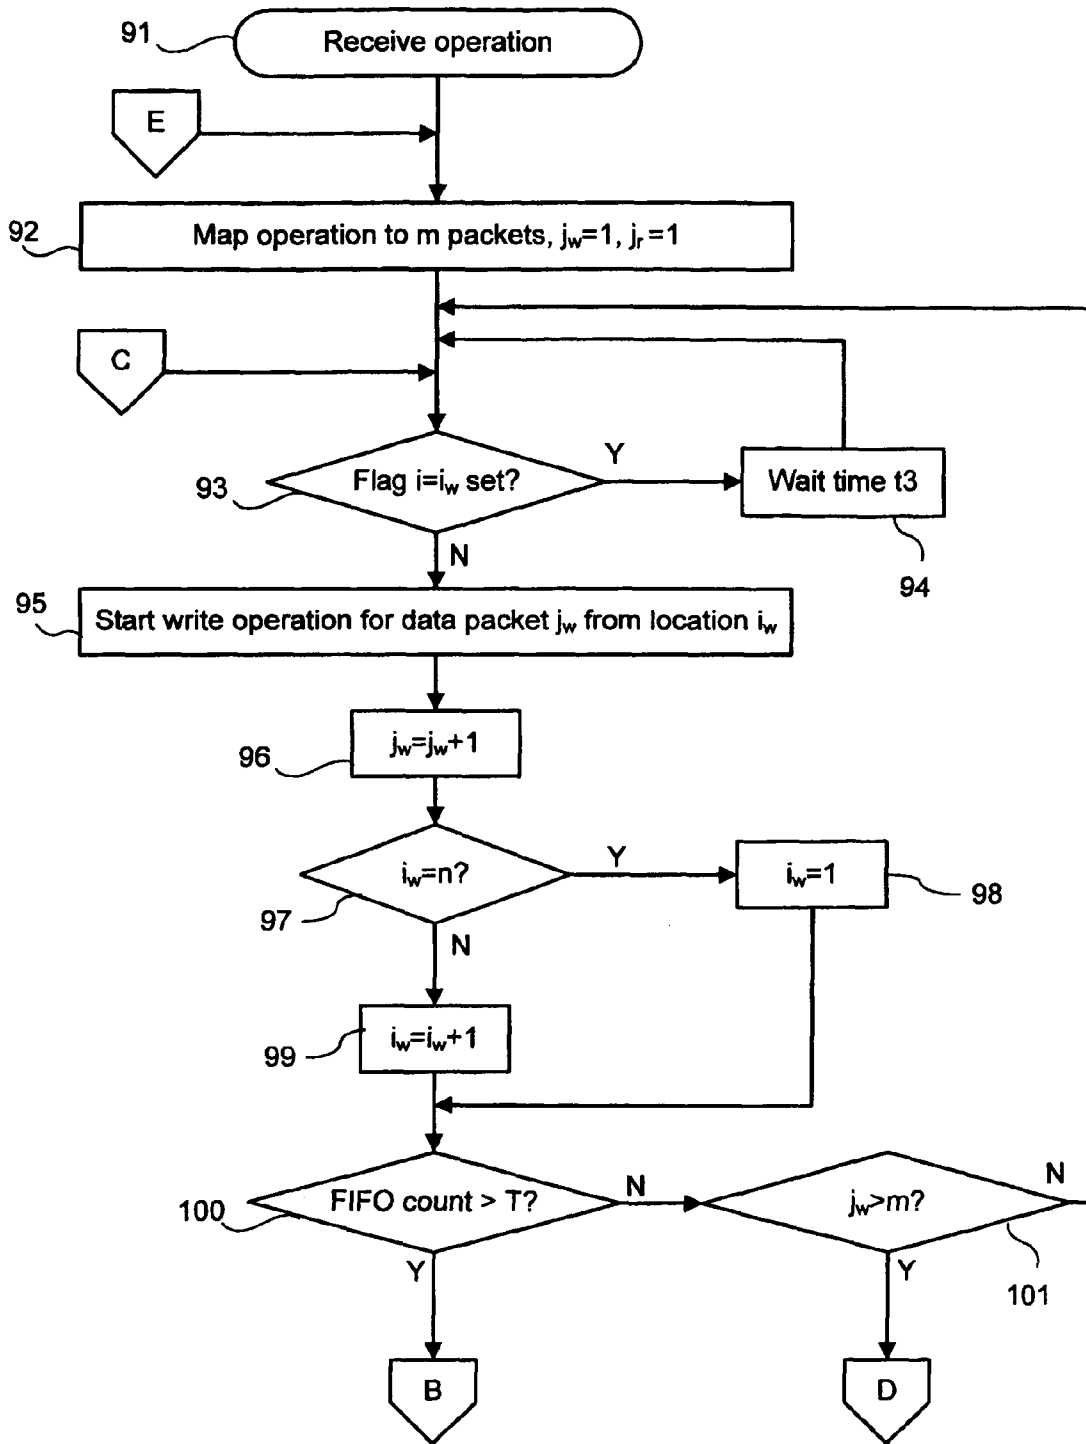 91
Receive operation
E
92
Map operation to m packets, jw=1, jr=1
C
93
Flag i=iw set?
Y
Wait time t3
94
N
95
Start write operation for data packet jw from location iw
96
jw=jw+1
97
iw=n?
Y
iw=1
98
N
99
iw=iw+1
100
FIFO count > T?
N
jw>m?
N
101
Y
Y
B
D